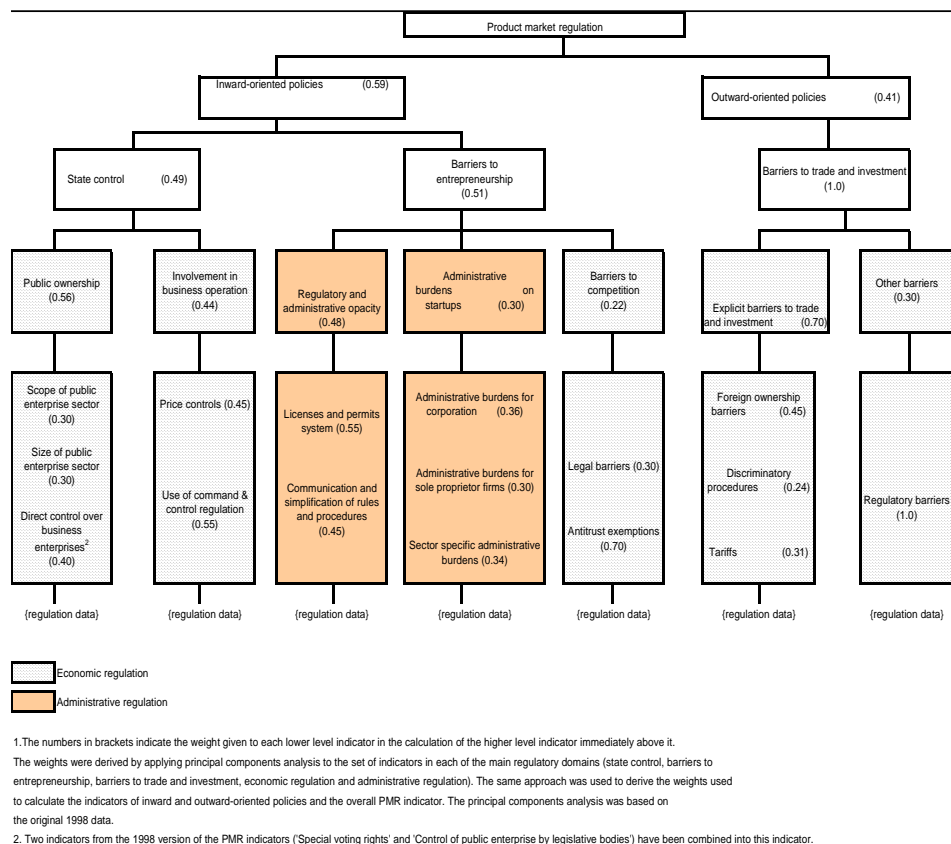 Product market regulation
Inward-oriented policies (0.59)
Outward-oriented policies (0.41)
State control (0.49)
Barriers to
entrepreneurship
(0.51)
Barriers to trade and investment
(1.0)
Public ownership
(0.56)
Involvement in
business operation
(0.44)
Regulatory and
administrative opacity
(0.48)
Administrative
burdens on
startups (0.30)
Barriers to
competition
(0.22)
Explicit barriers to trade
and investment (0.70)
Other barriers
(0.30)
Scope of public
enterprise sector
(0.30)
Size of public
enterprise sector
(0.30)
Direct control over
business
enterprises2
(0.40)
Price controls (0.45)
Use of command &
control regulation
(0.55)
Licenses and permits
system (0.55)
Communication and
simplification of rules
and procedures
(0.45)
Administrative burdens for
corporation (0.36)
Administrative burdens for
sole proprietor firms (0.30)
Sector specific administrative
burdens (0.34)
Legal barriers (0.30)
Antitrust exemptions
(0.70)
Foreign ownership
barriers (0.45)
Discriminatory
procedures (0.24)
Tariffs (0.31)
Regulatory barriers
(1.0)
{regulation data}
{regulation data}
{regulation data}
{regulation data}
{regulation data}
{regulation data}
{regulation data}
Economic regulation
Administrative regulation
1.The numbers in brackets indicate the weight given to each lower level indicator in the calculation of the higher level indicator immediately above it.
The weights were derived by applying principal components analysis to the set of indicators in each of the main regulatory domains (state control, barriers to
entrepreneurship, barriers to trade and investment, economic regulation and administrative regulation). The same approach was used to derive the weights used
to calculate the indicators of inward and outward-oriented policies and the overall PMR indicator. The principal components analysis was based on
the original 1998 data.
2. Two indicators from the 1998 version of the PMR indicators ('Special voting rights' and 'Control of public enterprise by legislative bodies') have been combined into this indicator.